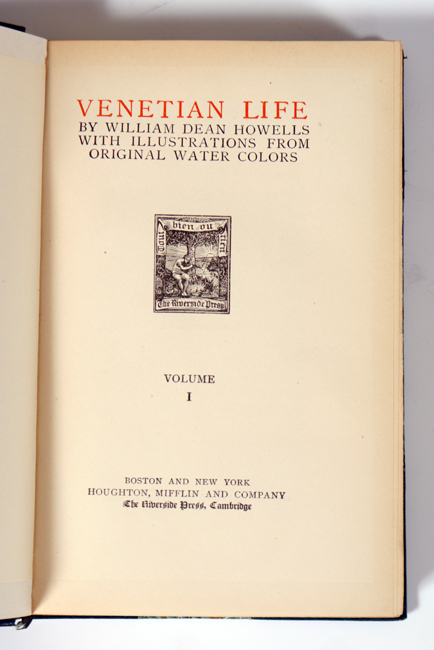 VENETIAN LIFE
BY WILLIAM DEAN HOWELLS
WITH ILLUSTRATIONS FROM
ORIGINAL WATER COLORS
Tout bien ou rien
The Riverside Press
VOLUME
I
BOSTON AND NEW YORK
HOUGHTON, MIFFLIN AND COMPANY
The Riverside Press, Cambridge